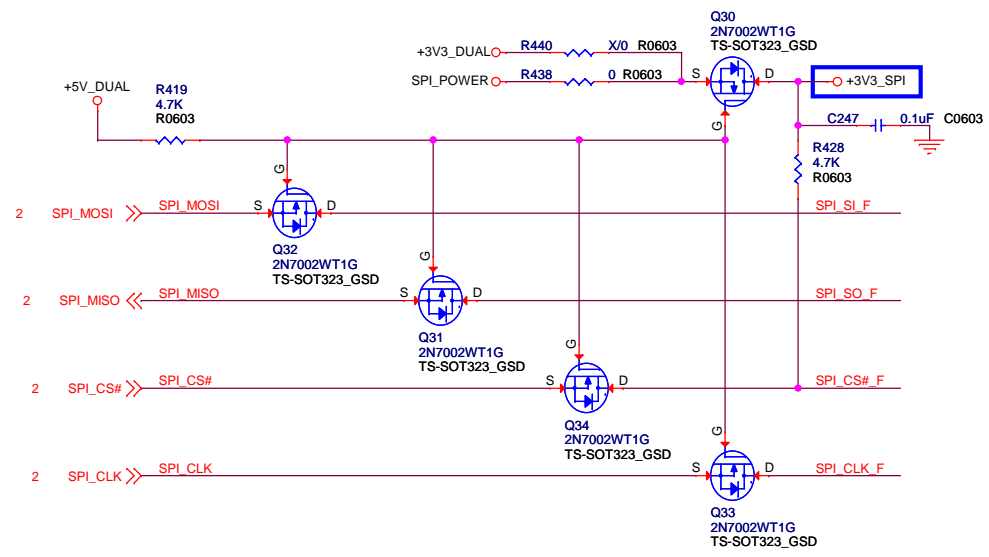 Q30
2N7002WT1G
TS-SOT323_GSD
+3V3_DUAL R440 X/0 R0603
SPI_POWER R438 0 R0603 S D +3V3_SPI
G
+5V_DUAL
R419
4.7K
R0603
C247 0.1uF C0603
R428
4.7K
R0603
G
2 SPI_MOSI SPI_MOSI S D SPI_SI_F
Q32
2N7002WT1G
TS-SOT323_GSD
G
2 SPI_MISO SPI_MISO S D SPI_SO_F
Q31
2N7002WT1G
TS-SOT323_GSD
G
2 SPI_CS# SPI_CS# S D SPI_CS#_F
Q34
2N7002WT1G
TS-SOT323_GSD
G
2 SPI_CLK SPI_CLK S D SPI_CLK_F
Q33
2N7002WT1G
TS-SOT323_GSD